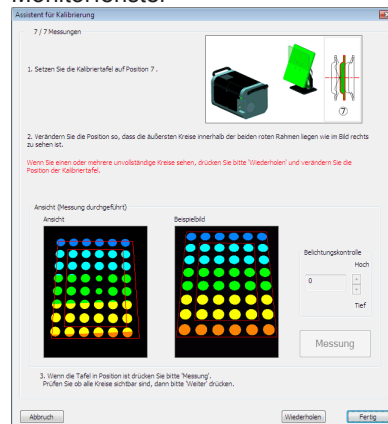 Assistent für Kalibrierung
7 / 7 Messungen
1. Setzen Sie die Kalibriertafel auf Position 7 .
7
2. Verändern Sie die Position so, dass die äußersten Kreise innerhalb der beiden roten Rahmen liegen wie im Bild rechts
zu sehen ist.
Wenn Sie einen oder mehrere unvollständige Kreise sehen, drücken Sie bitte 'Wiederholen' und verändern Sie die
Position der Kalibriertafel.
Ansicht (Messung durchgeführt)
Ansicht
Beispielbild
Belichtungskontrolle
Hoch
0
Tief
Messung
3. Wenn die Tafel in Position ist drücken Sie bitte 'Messung'.
Prüfen Sie ob alle Kreise sichtbar sind, dann bitte 'Weiter' drücken.
Abbruch
Wiederholen
Fertig